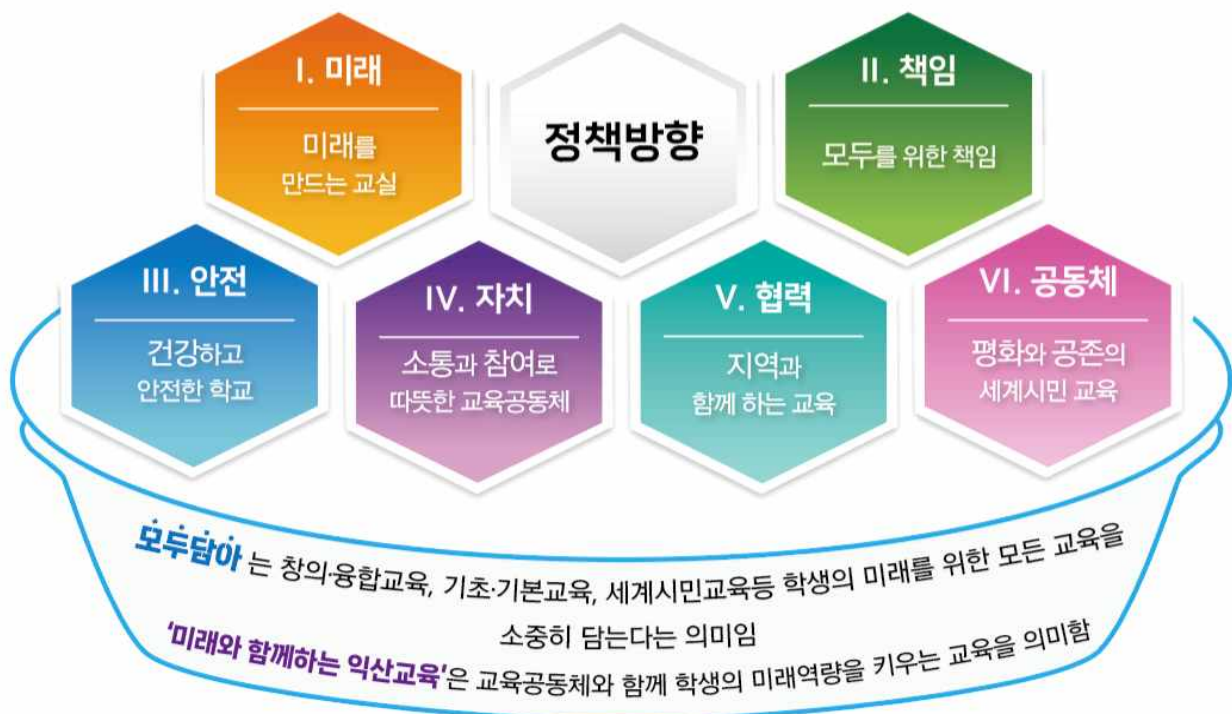 I. 미래
미래를
만드는 교실
정책방향
II. 책임
모두를 위한 책임
III. 안전
건강하고
안전한 학교
IV. 자치
소통과 참여로
따뜻한 교육공동체
V. 협력
지역과
함께 하는 교육
VI. 공동체
평화와 공존의
세계시민 교육
모두담아 는 창의·융합교육, 기초·기본교육, 세계시민교육등 학생의 미래를 위한 모든 교육을
소중히 담는다는 의미임
'미래와 함께하는 익산교육'은 교육공동체와 함께 학생의 미래역량을 키우는 교육을 의미함